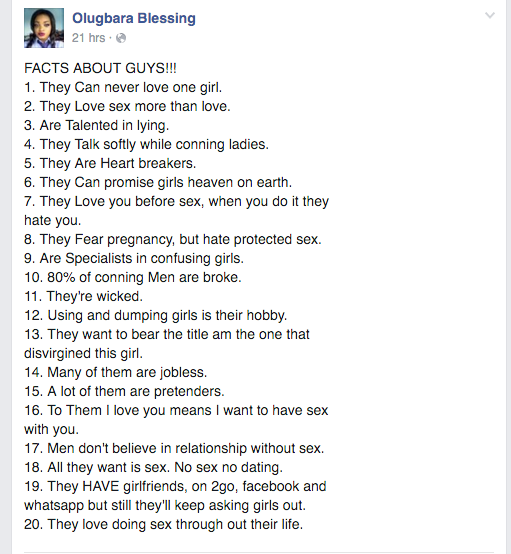 Olugbara Blessing
21 hrs ·
FACTS ABOUT GUYS!!!
1. They Can never love one girl.
2. They Love sex more than love.
3. Are Talented in lying.
4. They Talk softly while conning ladies.
5. They Are Heart breakers.
6. They Can promise girls heaven on earth.
7. They Love you before sex, when you do it they
hate you.
8. They Fear pregnancy, but hate protected sex.
9. Are Specialists in confusing girls.
10. 80% of conning Men are broke.
11. They're wicked.
12. Using and dumping girls is their hobby.
13. They want to bear the title am the one that
disvirgined this girl.
14. Many of them are jobless.
15. A lot of them are pretenders.
16. To Them I love you means I want to have sex
with you.
17. Men don't believe in relationship without sex.
18. All they want is sex. No sex no dating.
19. They HAVE girlfriends, on 2go, facebook and
whatsapp but still they'll keep asking girls out.
20. They love doing sex through out their life.